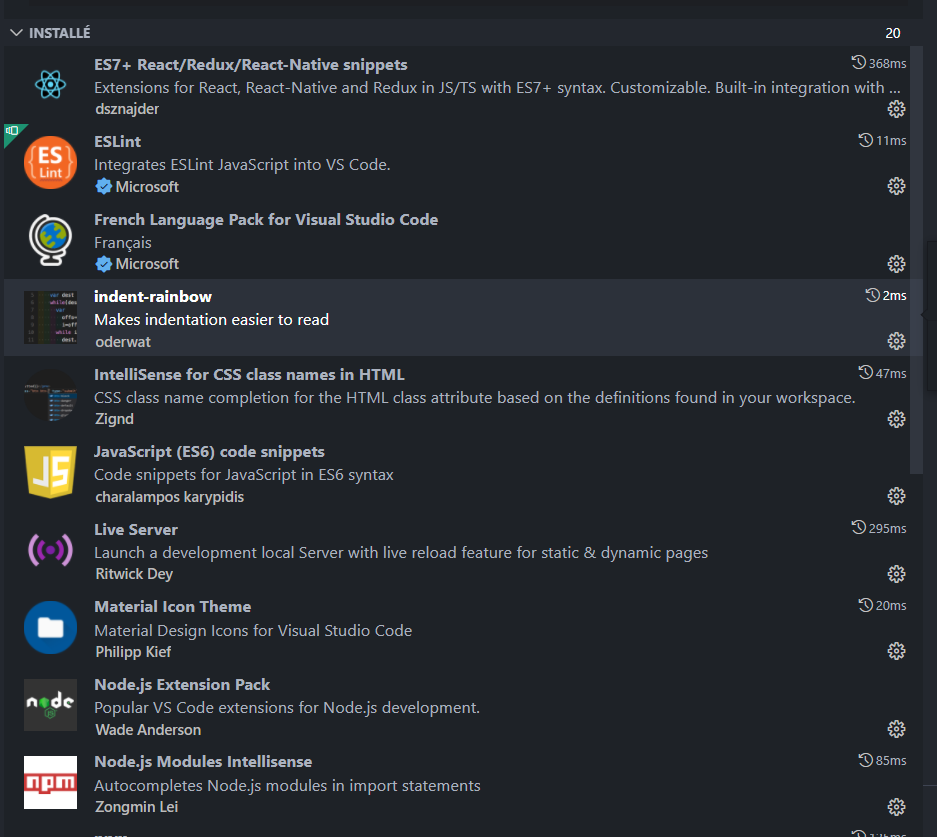 INSTALLÉ 20
ES7+ React/Redux/React-Native snippets 368ms
Extensions for React, React-Native and Redux in JS/TS with ES7+ syntax. Customizable. Built-in integration with ...
dsznajder
ES
Lint
ESLint 11ms
Integrates ESLint JavaScript into VS Code.
Microsoft
French Language Pack for Visual Studio Code
Français
Microsoft
indent-rainbow 2ms
Makes indentation easier to read
oderwat
IntelliSense for CSS class names in HTML 47ms
CSS class name completion for the HTML class attribute based on the definitions found in your workspace.
Zignd
JS
JavaScript (ES6) code snippets
Code snippets for JavaScript in ES6 syntax
charalampos karypidis
Live Server 295ms
Launch a development local Server with live reload feature for static & dynamic pages
Ritwick Dey
Material Icon Theme 20ms
Material Design Icons for Visual Studio Code
Philipp Kief
node
Node.js Extension Pack
Popular VS Code extensions for Node.js development.
Wade Anderson
npm
Node.js Modules Intellisense 85ms
Autocompletes Node.js modules in import statements
Zongmin Lei